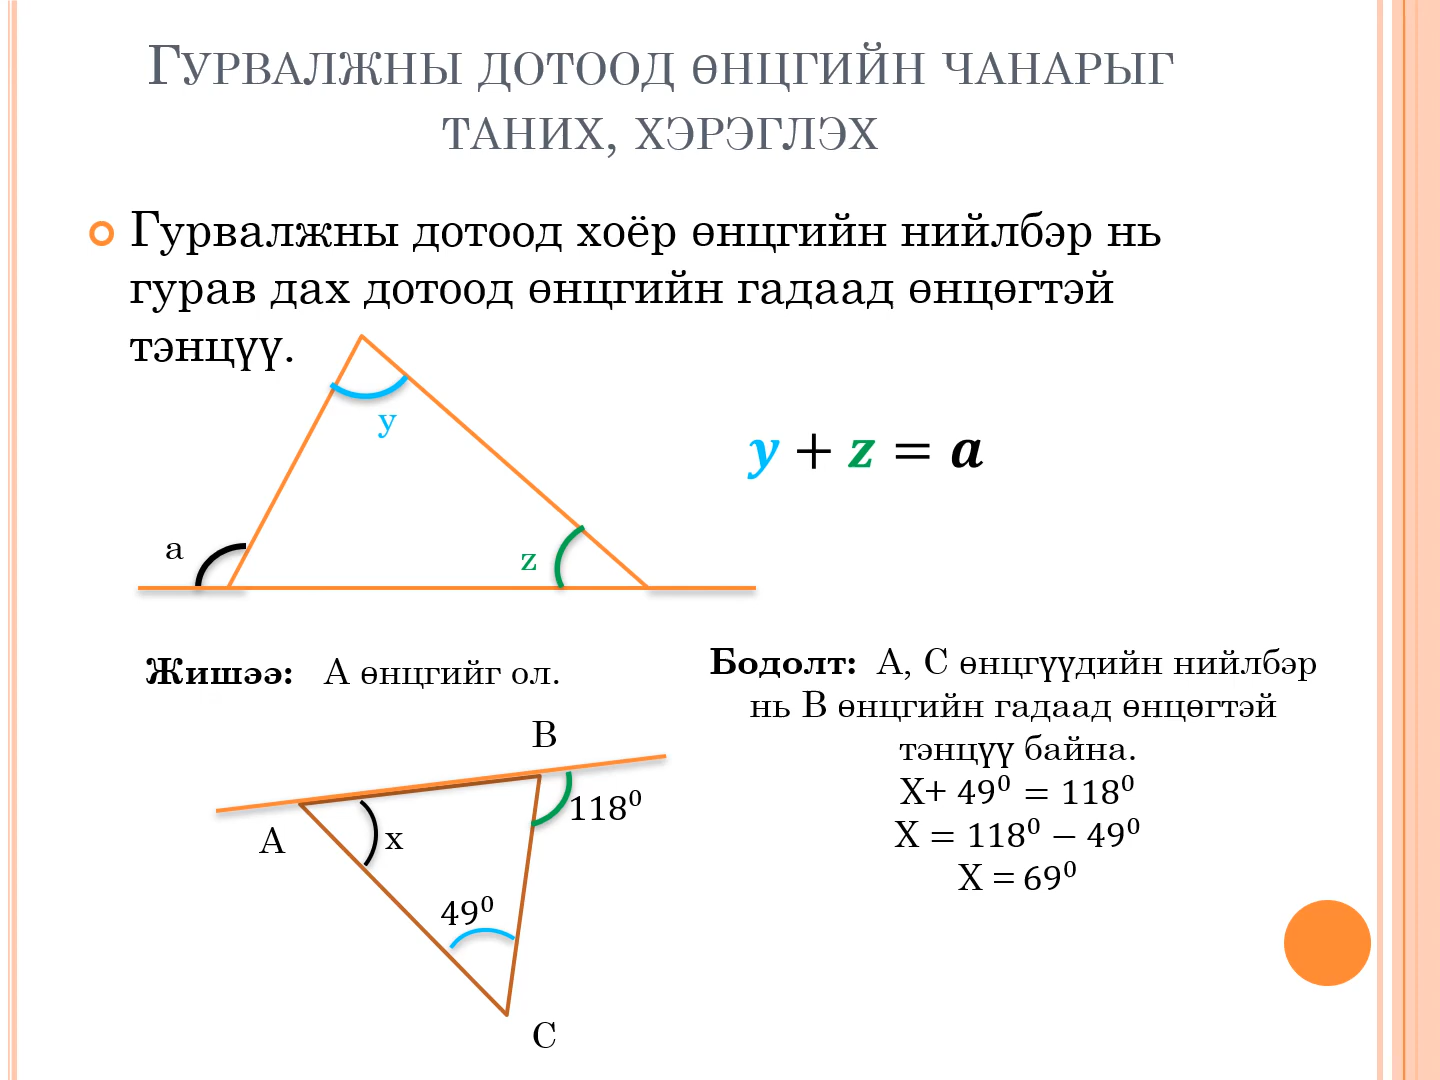 Гурвалжны дотоод өнцгийн чанарыг
таних, хэрэглэх
Гурвалжны дотоод хоёр өнцгийн нийлбэр нь
гурав дах дотоод өнцгийн гадаад өнцөгтэй
тэнцүү.
y
a
z
y + z = a
Жишээ: А өнцгийг ол.
B
A
x
118⁰
49⁰
C
Бодолт: А, С өнцгүүдийн нийлбэр
нь В өнцгийн гадаад өнцөгтэй
тэнцүү байна.
X+ 49⁰ = 118⁰
X = 118⁰ − 49⁰
X = 69⁰